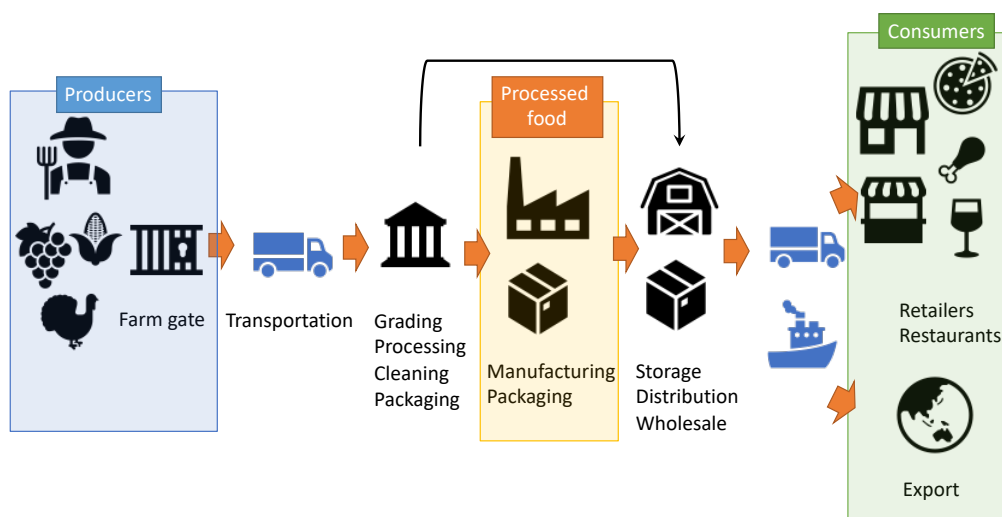 Producers
Farm gate
Transportation
Grading
Processing
Cleaning
Packaging
Processed
food
Manufacturing
Packaging
Storage
Distribution
Wholesale
Consumers
Retailers
Restaurants
Export